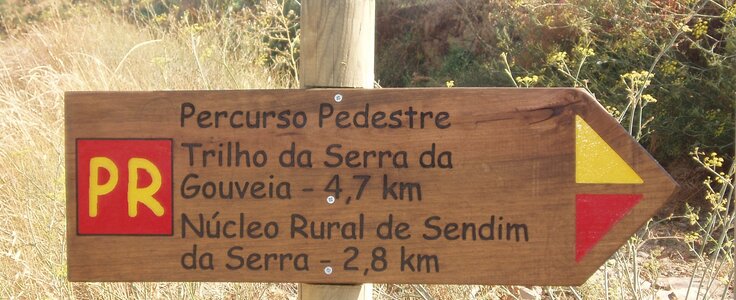 PR
Percurso Pedestre
Trilho da Serra da
Gouveia - 4,7 km
Núcleo Rural de Sendim
da Serra - 2,8 km